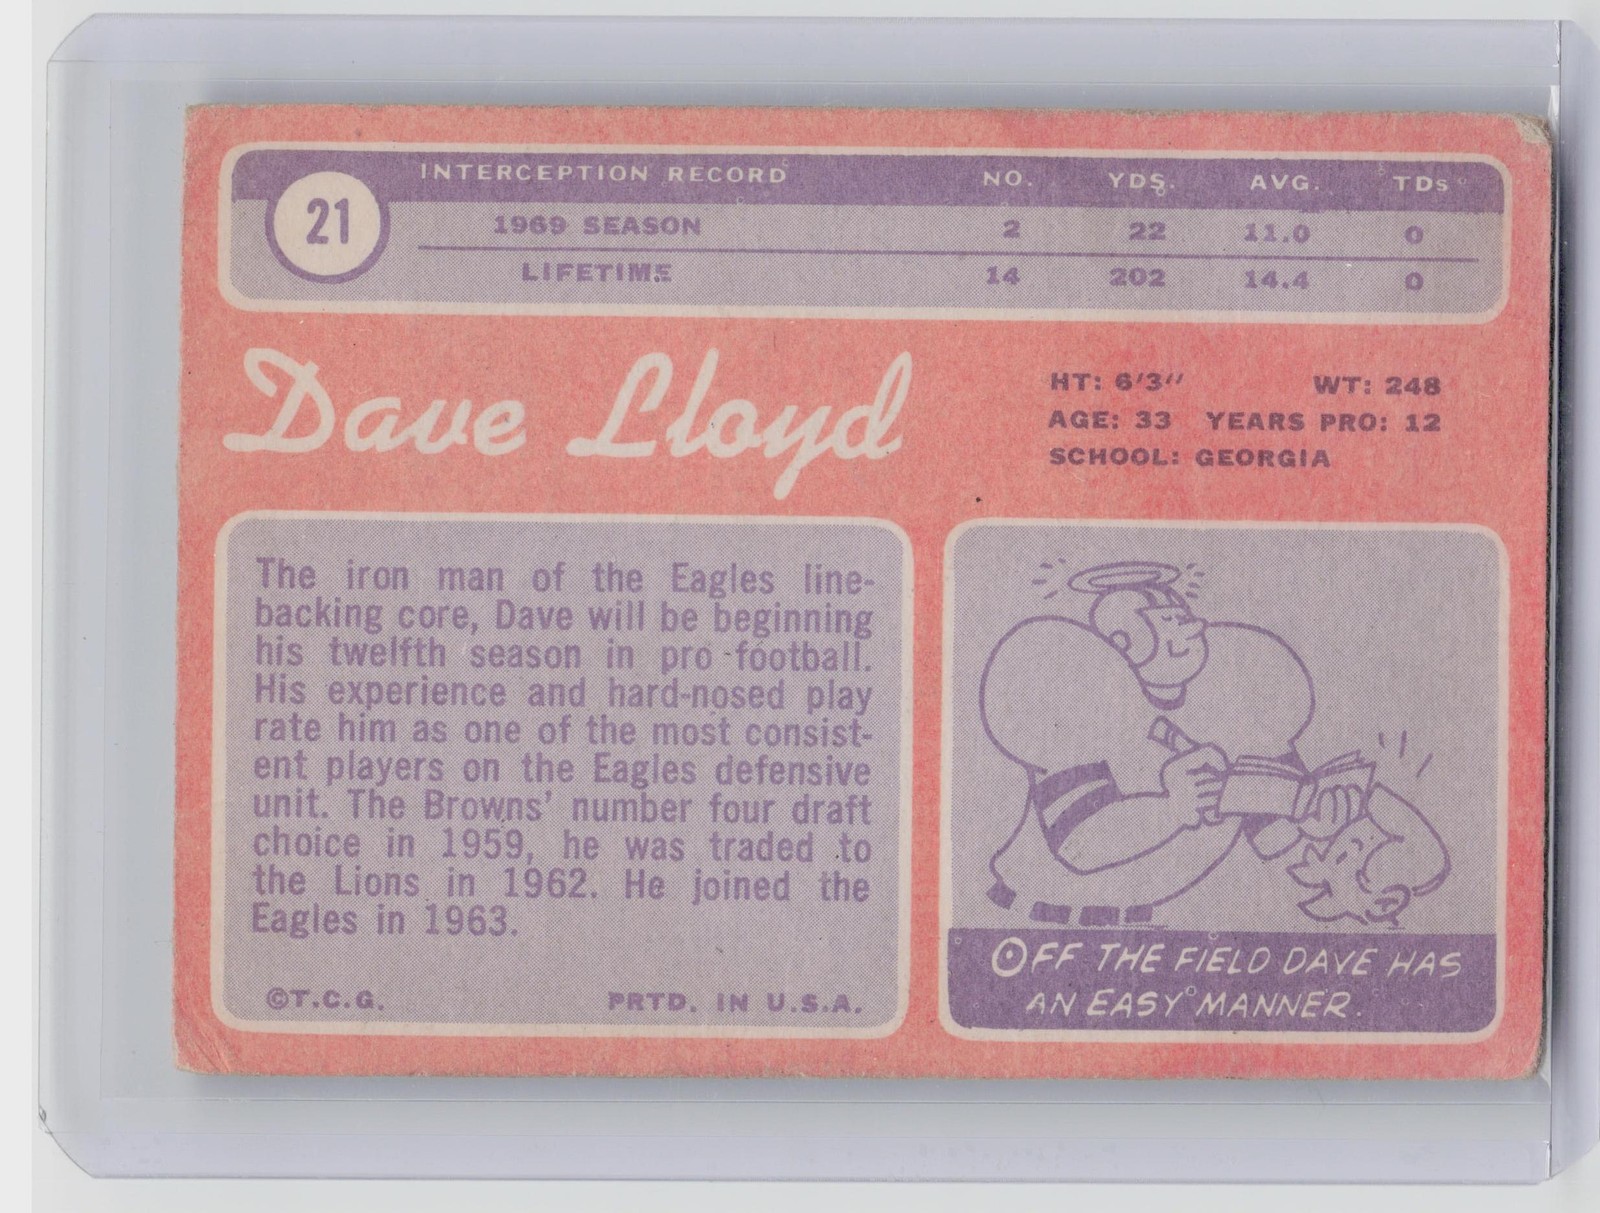 INTERCEPTION RECORD NO. YDS. AVG. TDs
21
1969 SEASON 2 22 11.0 0
LIFETIME 14 202 14.4 0
Dave Lloyd
HT: 6'3" WT: 248
AGE: 33 YEARS PRO: 12
SCHOOL: GEORGIA
The iron man of the Eagles line-
backing core, Dave will be beginning
his twelfth season in pro football.
His experience and hard-nosed play
rate him as one of the most consist-
ent players on the Eagles defensive
unit. The Browns' number four draft
choice in 1959, he was traded to
the Lions in 1962. He joined the
Eagles in 1963.
©T.C.G. PRTD. IN U.S.A.
OFF THE FIELD DAVE HAS
AN EASY MANNER.